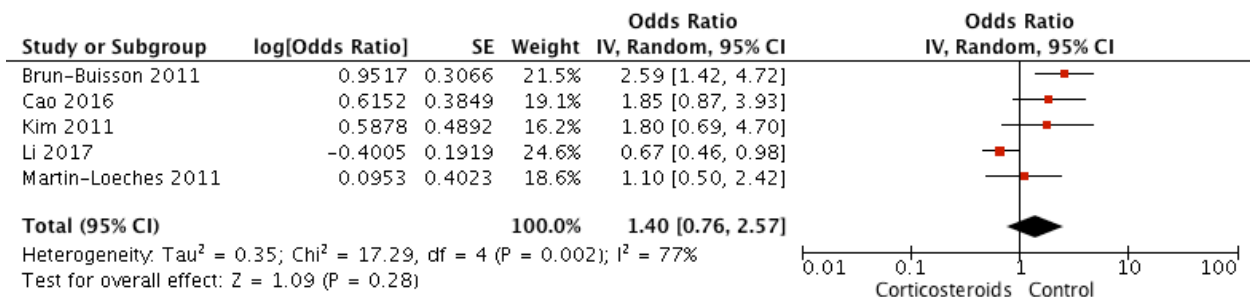 Odds Ratio Odds Ratio
Study or Subgroup log[Odds Ratio] SE Weight IV, Random, 95% CI IV, Random, 95% CI
Brun-Buisson 2011 0.9517 0.3066 21.5% 2.59 [1.42, 4.72]
Cao 2016 0.6152 0.3849 19.1% 1.85 [0.87, 3.93]
Kim 2011 0.5878 0.4892 16.2% 1.80 [0.69, 4.70]
Li 2017 -0.4005 0.1919 24.6% 0.67 [0.46, 0.98]
Martin-Loeches 2011 0.0953 0.4023 18.6% 1.10 [0.50, 2.42]
Total (95% CI) 100.0% 1.40 [0.76, 2.57]
Heterogeneity: Tau² = 0.35; Chi² = 17.29, df = 4 (P = 0.002); I² = 77%
Test for overall effect: Z = 1.09 (P = 0.28)
0.01 0.1 1 10 100
Corticosteroids Control